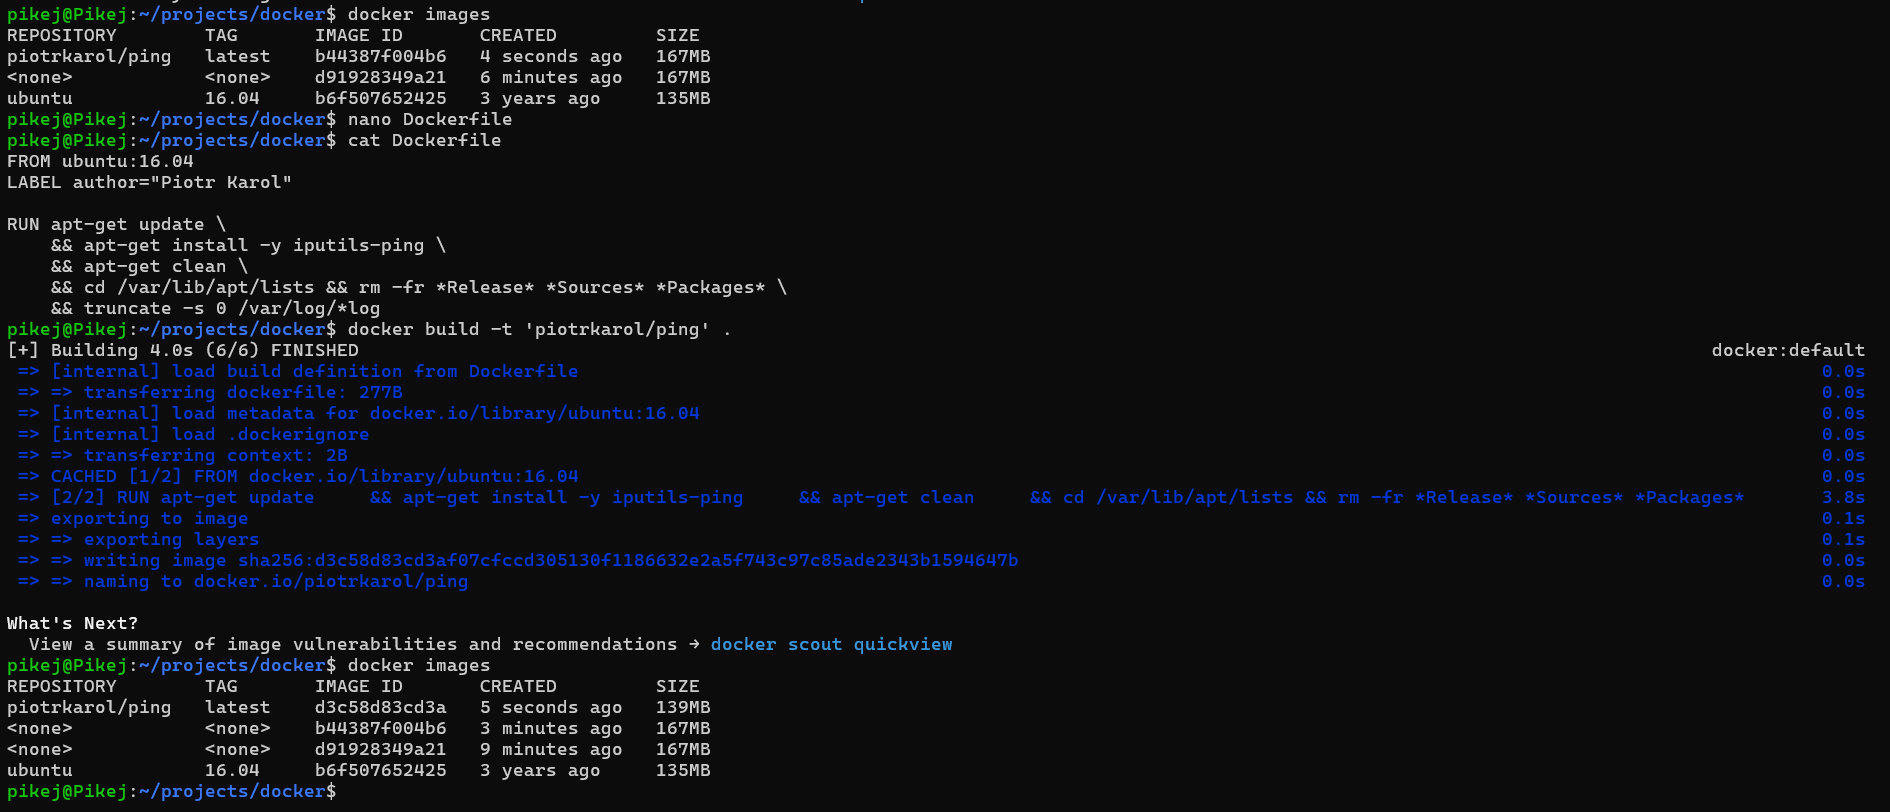 pikej@Pikej:~/projects/docker$ docker images
REPOSITORY        TAG       IMAGE ID       CREATED         SIZE
piotrkarol/ping   latest    b44387f004b6   4 seconds ago   167MB
<none>            <none>    d91928349a21   6 minutes ago   167MB
ubuntu            16.04     b6f507652425   3 years ago     135MB
pikej@Pikej:~/projects/docker$ nano Dockerfile
pikej@Pikej:~/projects/docker$ cat Dockerfile
FROM ubuntu:16.04
LABEL author="Piotr Karol"

RUN apt-get update \
    && apt-get install -y iputils-ping \
    && apt-get clean \
    && cd /var/lib/apt/lists && rm -fr *Release* *Sources* *Packages* \
    && truncate -s 0 /var/log/*log
pikej@Pikej:~/projects/docker$ docker build -t 'piotrkarol/ping' .
[+] Building 4.0s (6/6) FINISHED docker:default
 => [internal] load build definition from Dockerfile 0.0s
 => => transferring dockerfile: 277B 0.0s
 => [internal] load metadata for docker.io/library/ubuntu:16.04 0.0s
 => [internal] load .dockerignore 0.0s
 => => transferring context: 2B 0.0s
 => CACHED [1/2] FROM docker.io/library/ubuntu:16.04 0.0s
 => [2/2] RUN apt-get update     && apt-get install -y iputils-ping     && apt-get clean     && cd /var/lib/apt/lists && rm -fr *Release* *Sources* *Packages* 3.8s
 => exporting to image 0.1s
 => => exporting layers 0.1s
 => => writing image sha256:d3c58d83cd3af07cfccd305130f1186632e2a5f743c97c85ade2343b1594647b 0.0s
 => => naming to docker.io/piotrkarol/ping 0.0s

What's Next?
  View a summary of image vulnerabilities and recommendations → docker scout quickview
pikej@Pikej:~/projects/docker$ docker images
REPOSITORY        TAG       IMAGE ID       CREATED         SIZE
piotrkarol/ping   latest    d3c58d83cd3a   5 seconds ago   139MB
<none>            <none>    b44387f004b6   3 minutes ago   167MB
<none>            <none>    d91928349a21   9 minutes ago   167MB
ubuntu            16.04     b6f507652425   3 years ago     135MB
pikej@Pikej:~/projects/docker$